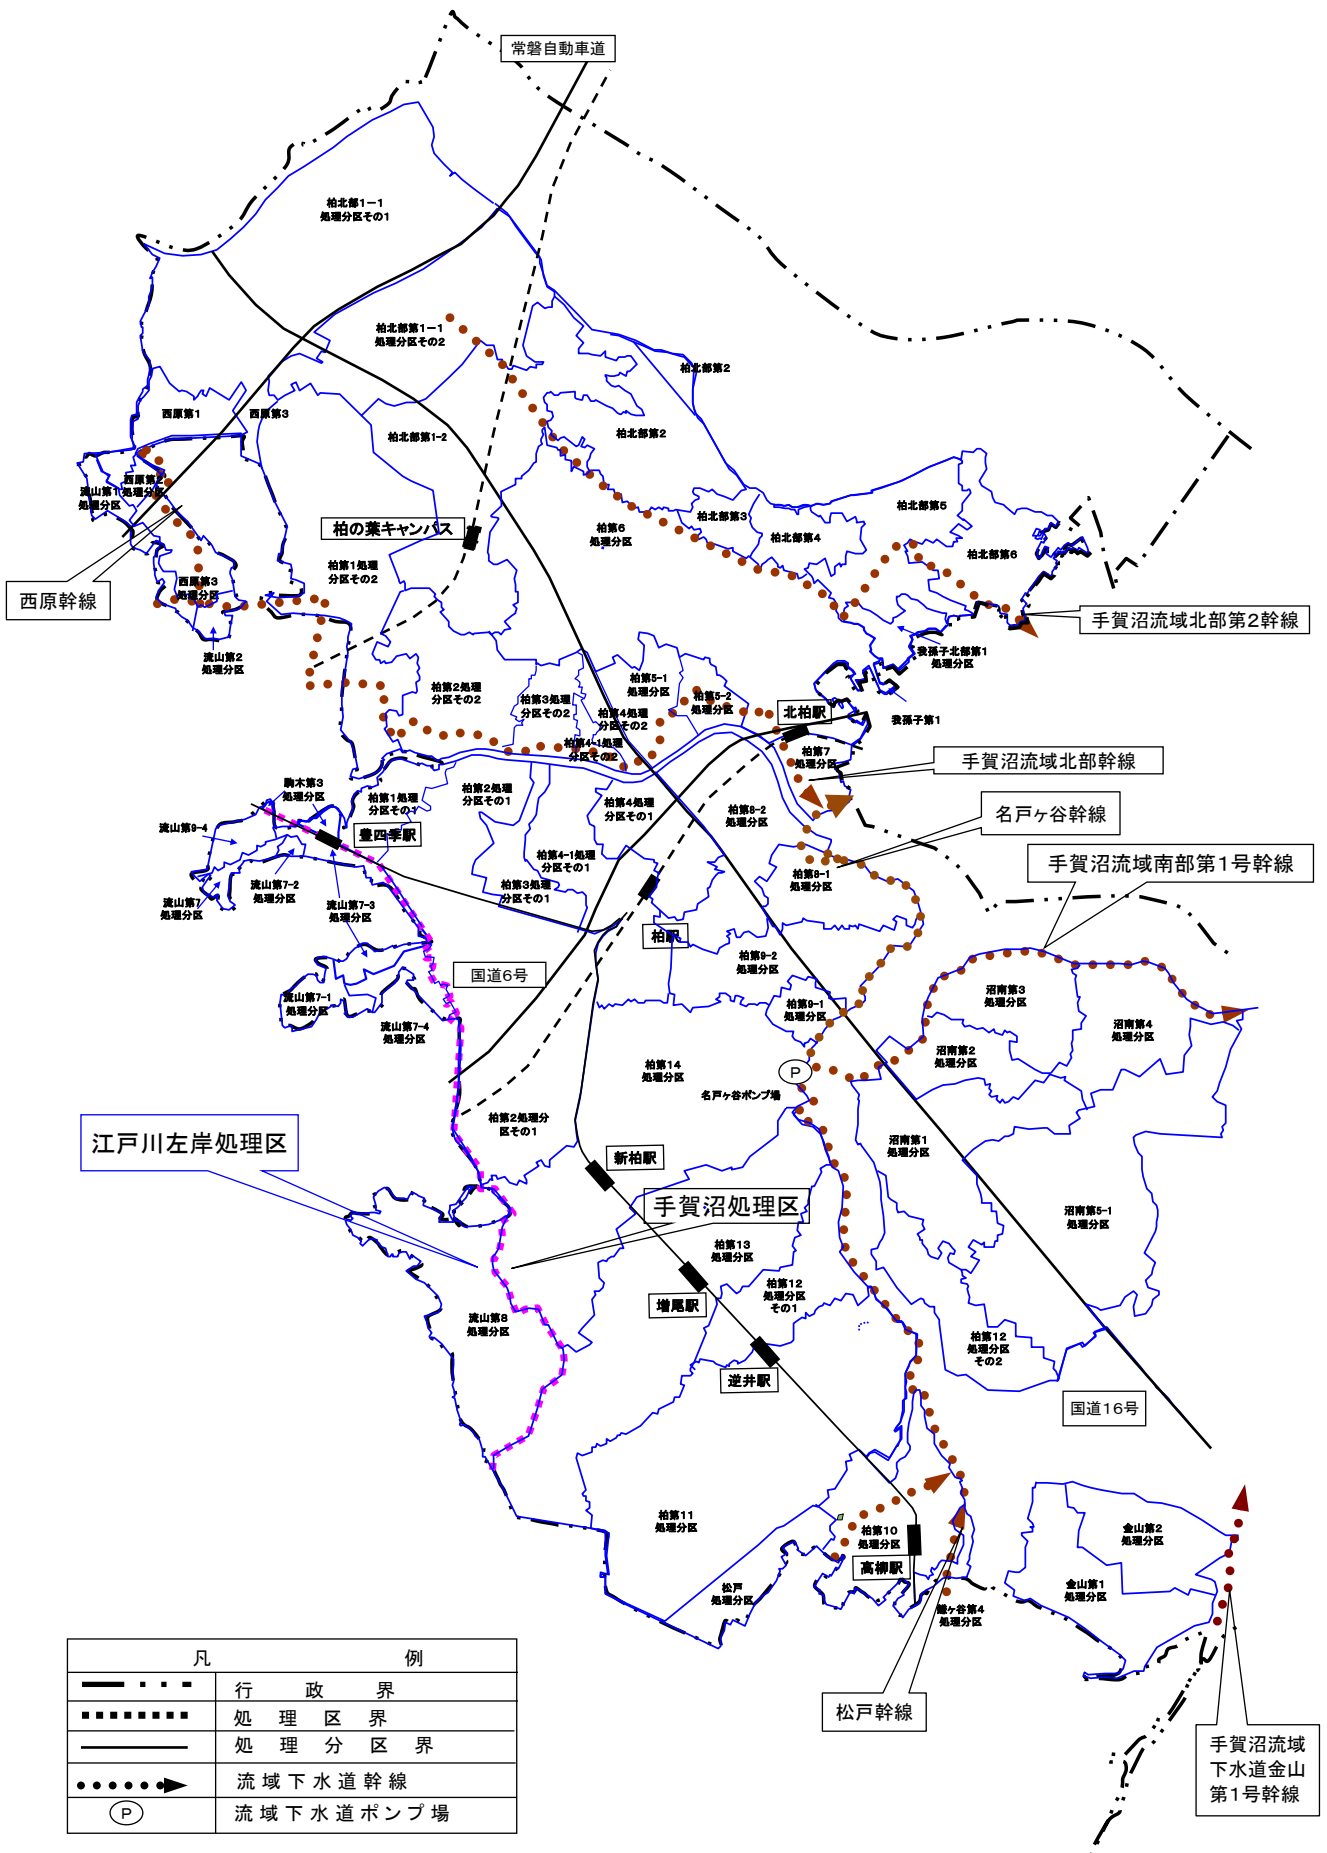 常磐自動車道
柏北部1-1
処理分区その1
柏北部第1-1
処理分区その2
柏北部第2
西原第1
西原第3
柏北部第1-2
柏北部第2
西原第2
処理分区
流山第1
処理分区
柏の葉キャンパス
柏第6
処理分区
柏北部第3
柏北部第4
柏北部第5
柏北部第6
柏第1処理
分区その2
西原幹線
西原第3
処理分区
流山第2
処理分区
手賀沼流域北部第2幹線
我孫子北部第1
処理分区
我孫子第1
柏第2処理
分区その2
柏第3処理
分区その2
柏第4処理
分区その2
柏第4-1処理
分区その2
柏第5-1
処理分区
柏第5-2
処理分区
北柏駅
柏第7
処理分区
手賀沼流域北部幹線
名戸ヶ谷幹線
手賀沼流域南部第1号幹線
駒木第3
処理分区
流山第9-4
豊四季駅
柏第1処理
分区その1
柏第2処理
分区その1
柏第4処理
分区その1
柏第4-1処理
分区その1
柏第3処理
分区その1
柏第8-2
処理分区
柏第8-1
処理分区
流山第7
処理分区
流山第7-2
処理分区
流山第7-3
処理分区
柏駅
国道6号
柏第9-2
処理分区
柏第9-1
処理分区
流山第7-1
処理分区
流山第7-4
処理分区
沼南第3
処理分区
沼南第4
処理分区
沼南第2
処理分区
柏第14
処理分区
P
名戸ヶ谷ポンプ場
柏第2処理分
区その1
江戸川左岸処理区
新柏駅
手賀沼処理区
沼南第1
処理分区
沼南第5-1
処理分区
柏第13
処理分区
柏第12
処理分区
その1
増尾駅
流山第8
処理分区
逆井駅
柏第12
処理分区
その2
国道16号
柏第11
処理分区
柏第10
処理分区
高柳駅
松戸
処理分区
鎌ヶ谷第4
処理分区
金山第2
処理分区
金山第1
処理分区
松戸幹線
手賀沼流域
下水道金山
第1号幹線
凡 例
行政界
処理区界
処理分区界
流域下水道幹線
P 流域下水道ポンプ場